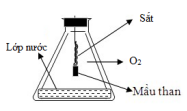 Sắt
Lớp nước
O2
Mẩu than